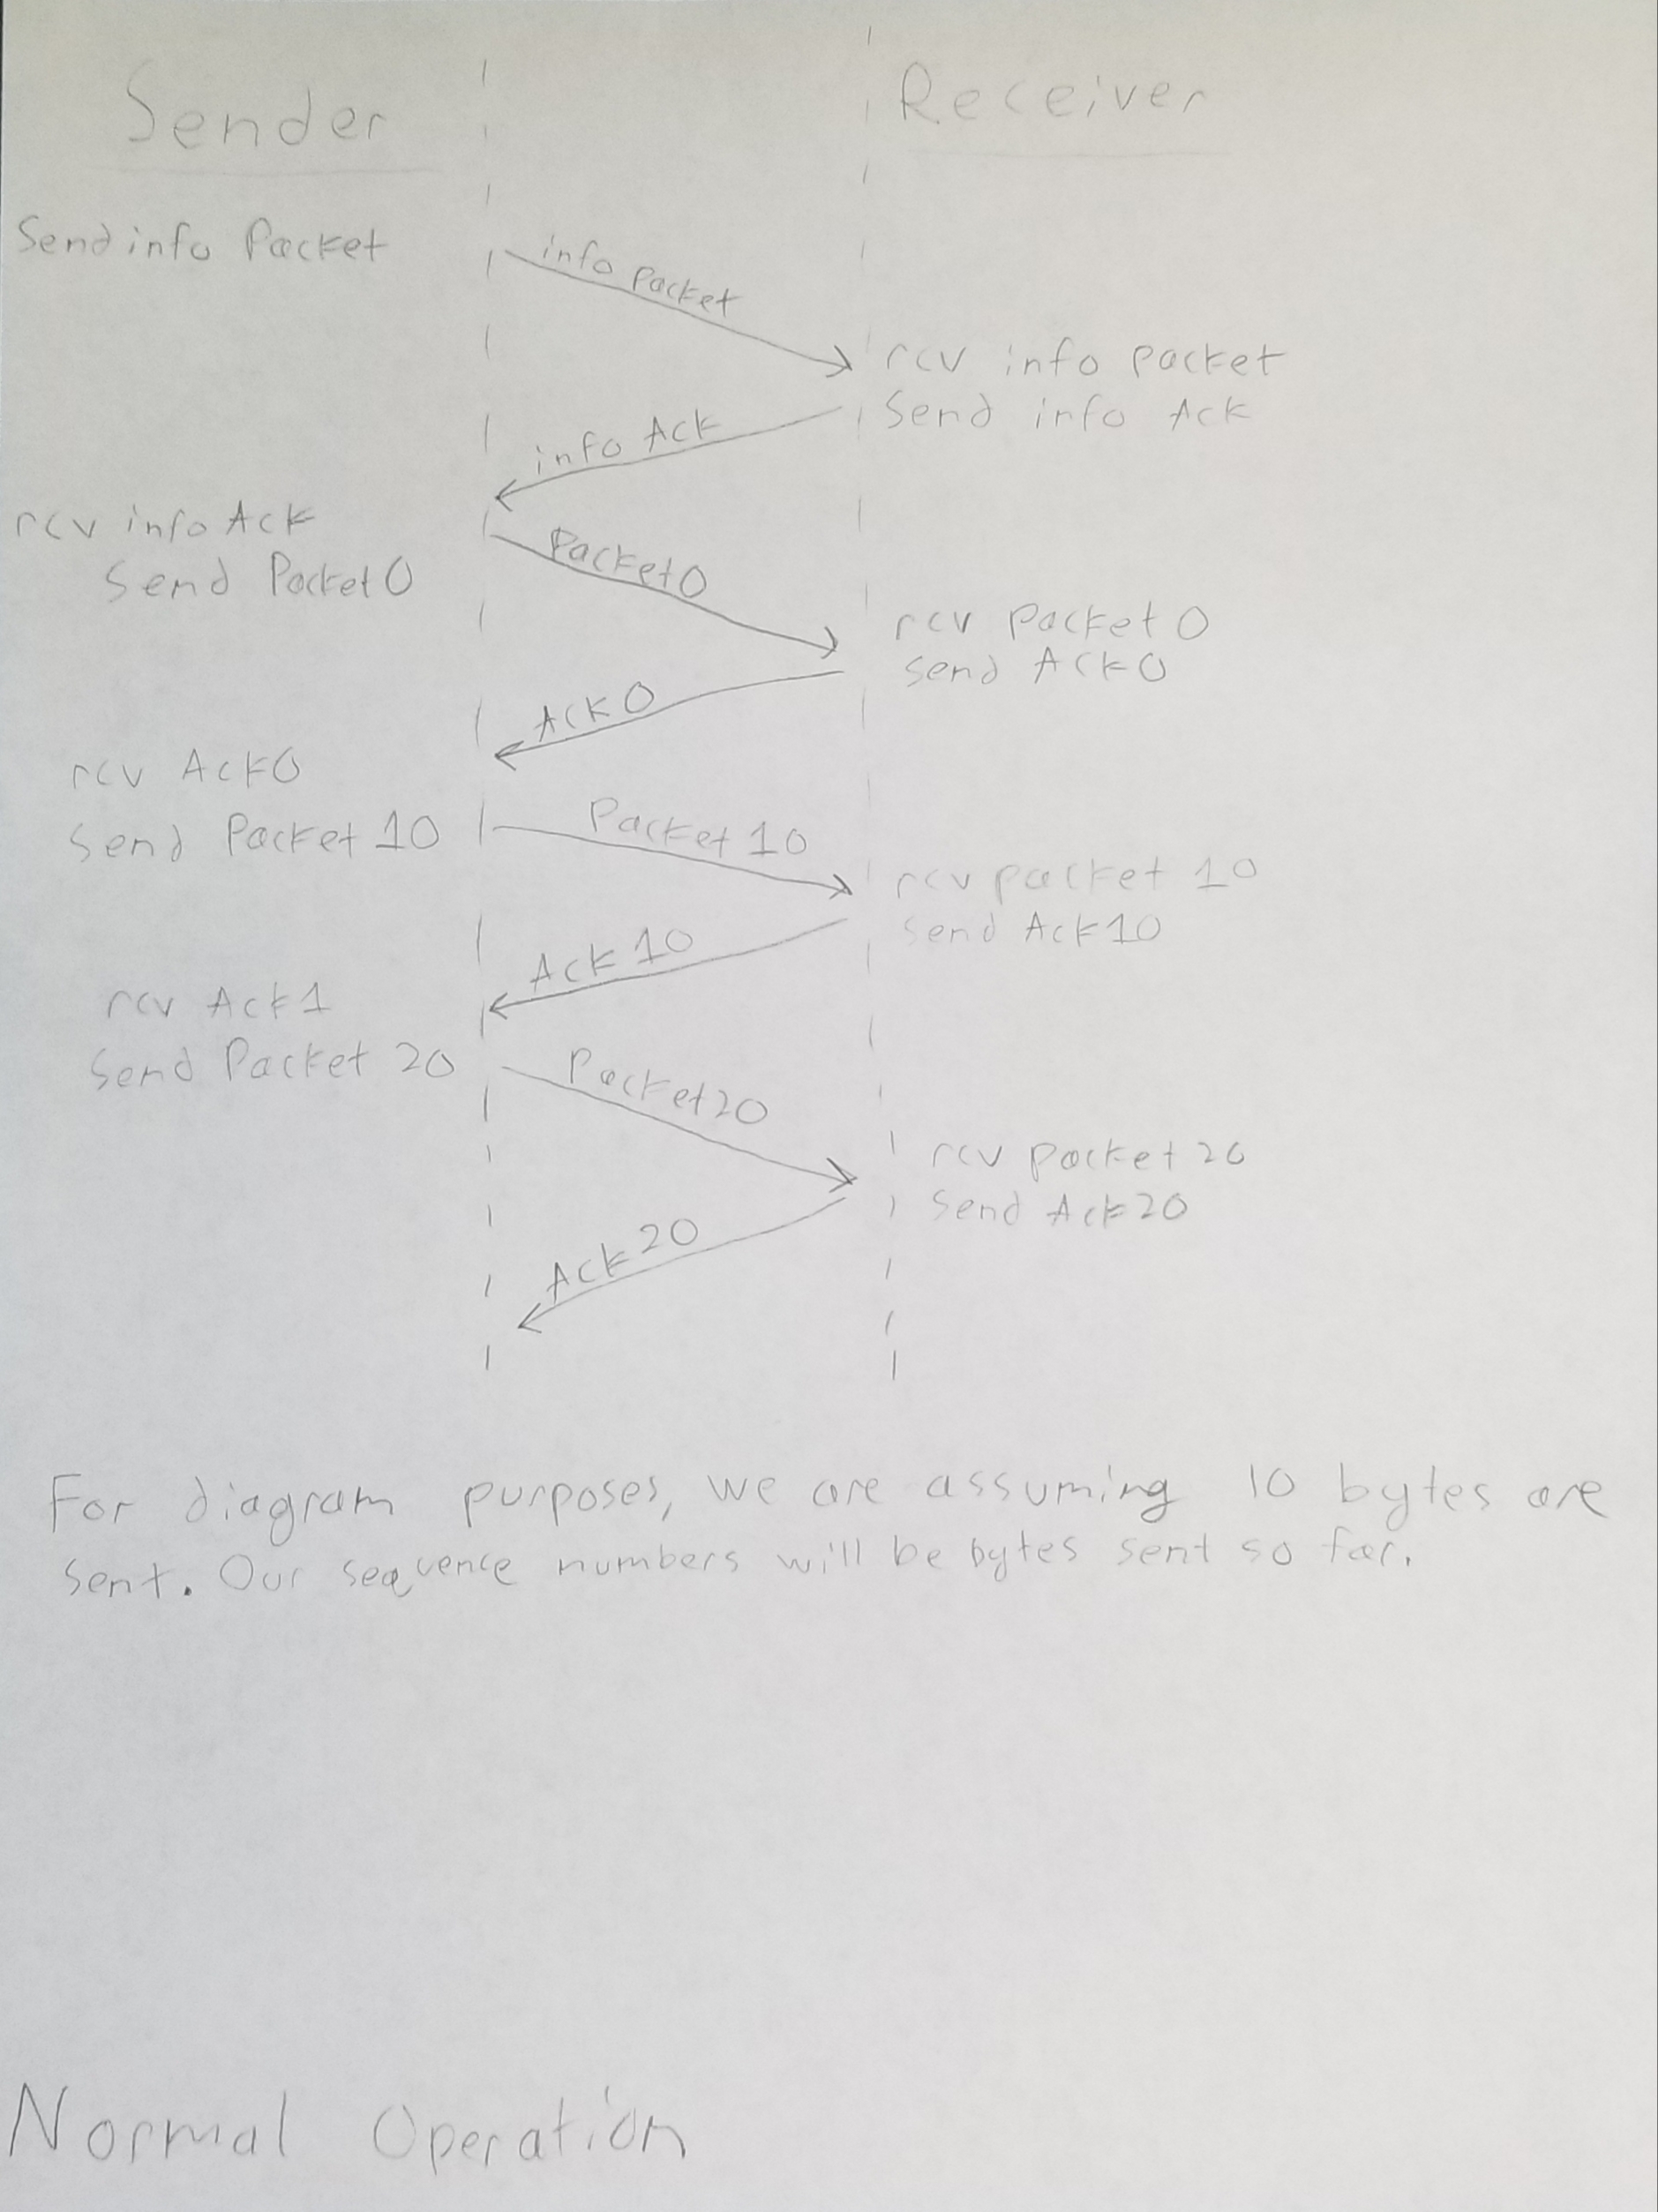 Sender
Receiver
Send info Packet
info packet
rcv info packet
Send info Ack
info Ack
rcv info Ack
Send Packet 0
Packet 0
rcv packet 0
send Ack 0
Ack 0
rcv Ack 0
Send Packet 10
Packet 10
rcv packet 10
send Ack 10
Ack 10
rcv Ack 1
Send Packet 20
Packet 20
rcv packet 20
Send Ack 20
Ack 20
For diagram purposes, we are assuming 10 bytes are
sent. Our sequence numbers will be bytes sent so far.
Normal Operation